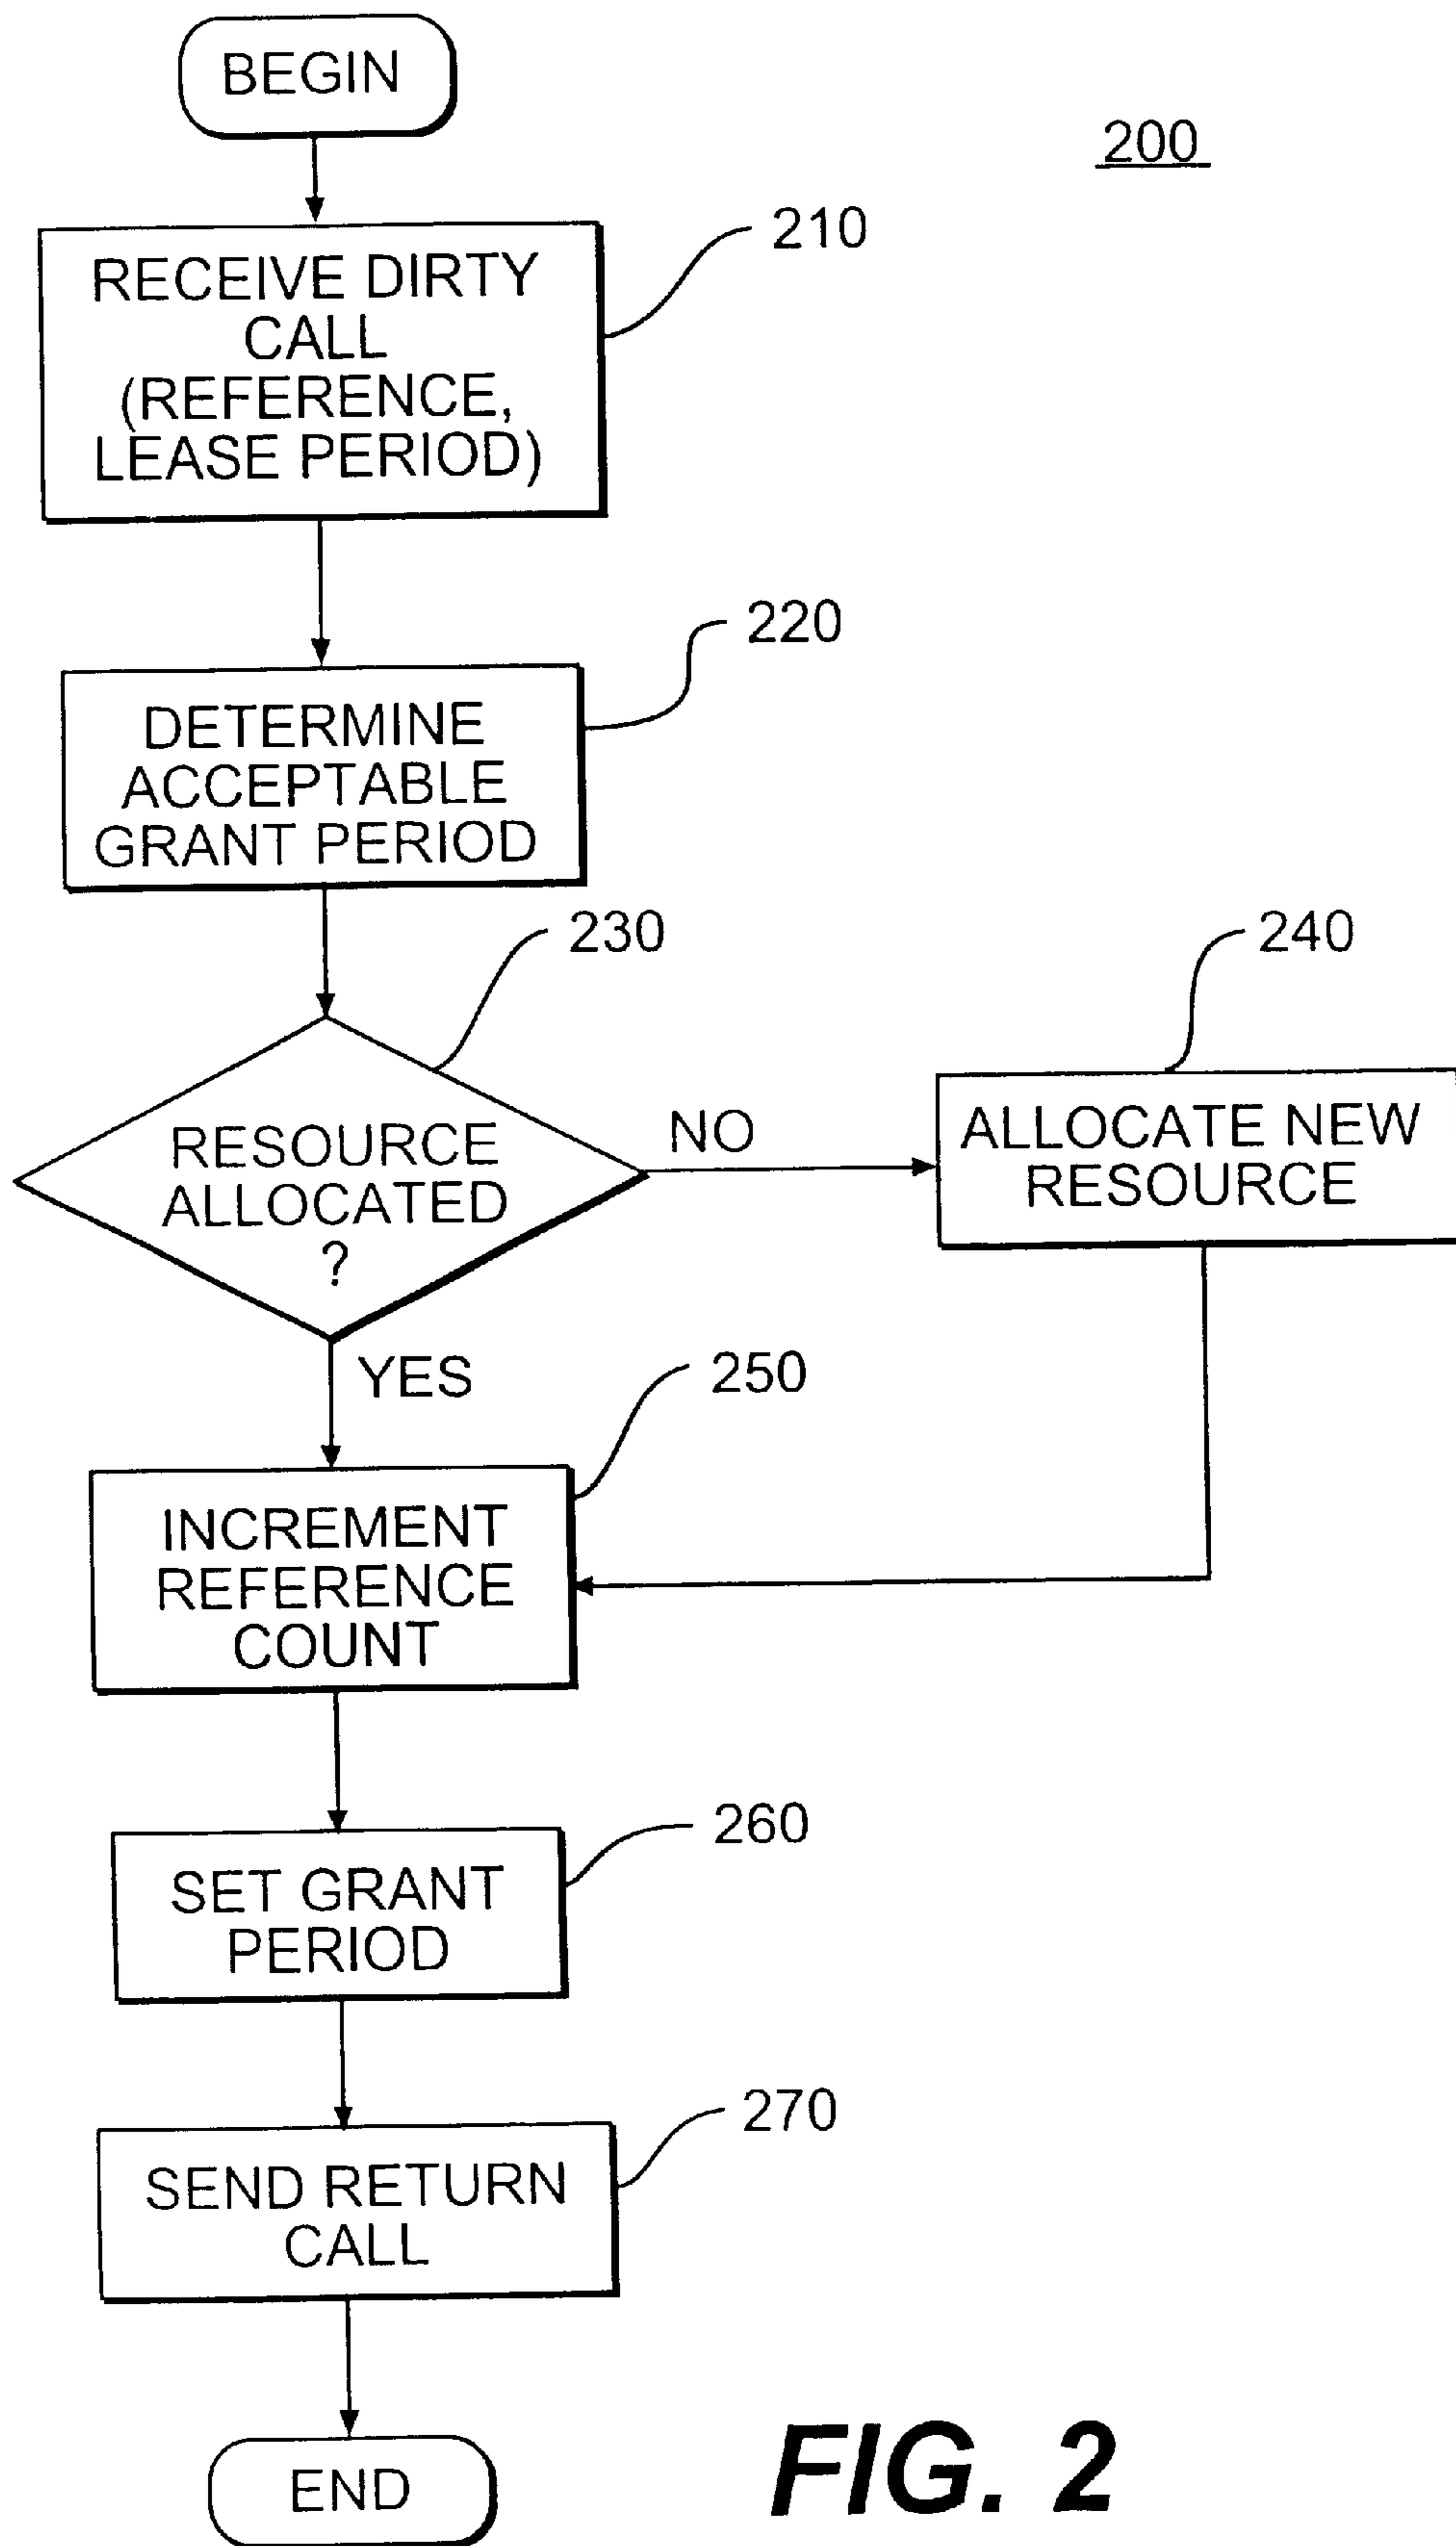 BEGIN
200
210
RECEIVE DIRTY
CALL
(REFERENCE,
LEASE PERIOD)
220
DETERMINE
ACCEPTABLE
GRANT PERIOD
230
240
RESOURCE
ALLOCATED
?
NO
ALLOCATE NEW
RESOURCE
YES
250
INCREMENT
REFERENCE
COUNT
260
SET GRANT
PERIOD
270
SEND RETURN
CALL
END
FIG. 2